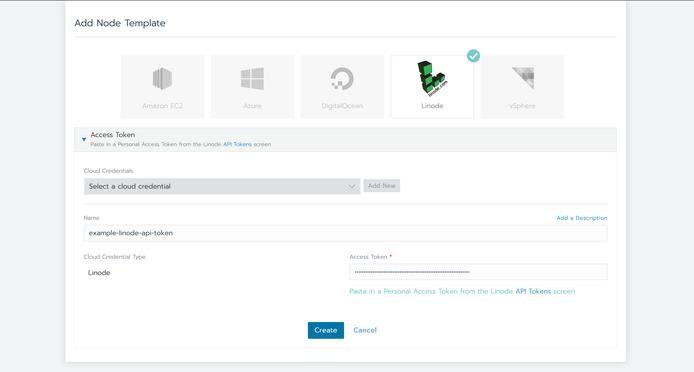 Add Node Template
Amazon EC2
Azure
DigitalOcean
linode.com
Linode
vSphere
Access Token
Paste in a Personal Access Token from the Linode API Tokens screen
Cloud Credentials
Select a cloud credential
Add New
Name
Add a Description
example-linode-api-token
Cloud Credential Type
Access Token *
Linode
Paste in a Personal Access Token from the Linode API Tokens screen
Create
Cancel